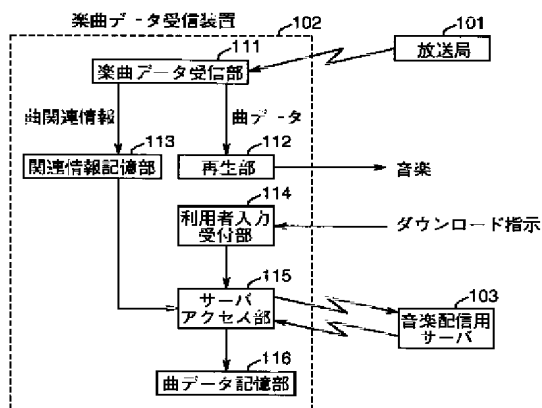 楽曲データ受信装置
102
101
放送局
111
楽曲データ受信部
曲関連情報
曲データ
113
112
関連情報記憶部
再生部
音楽
114
利用者入力
受付部
ダウンロード指示
115
サーバ
アクセス部
103
音楽配信用
サーバ
116
曲データ記憶部